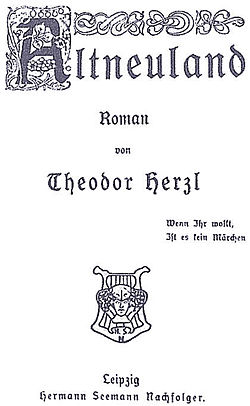 Altneuland
Roman
von
Theodor Herzl
Wenn Ihr wollt,
Ist es kein Märchen
Leipzig
Hermann Seemann Nachfolger.